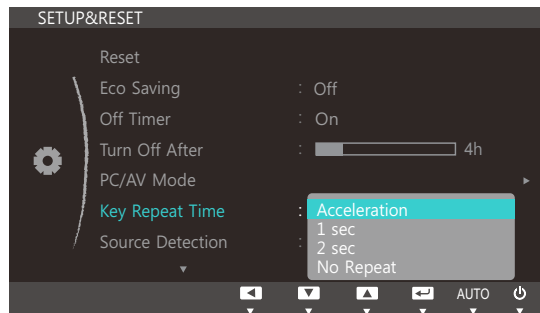 SETUP&RESET
Reset
Eco Saving : Off
Off Timer : On
Turn Off After : 4h
PC/AV Mode
Key Repeat Time : Acceleration
1 sec
Source Detection : 2 sec
No Repeat
AUTO